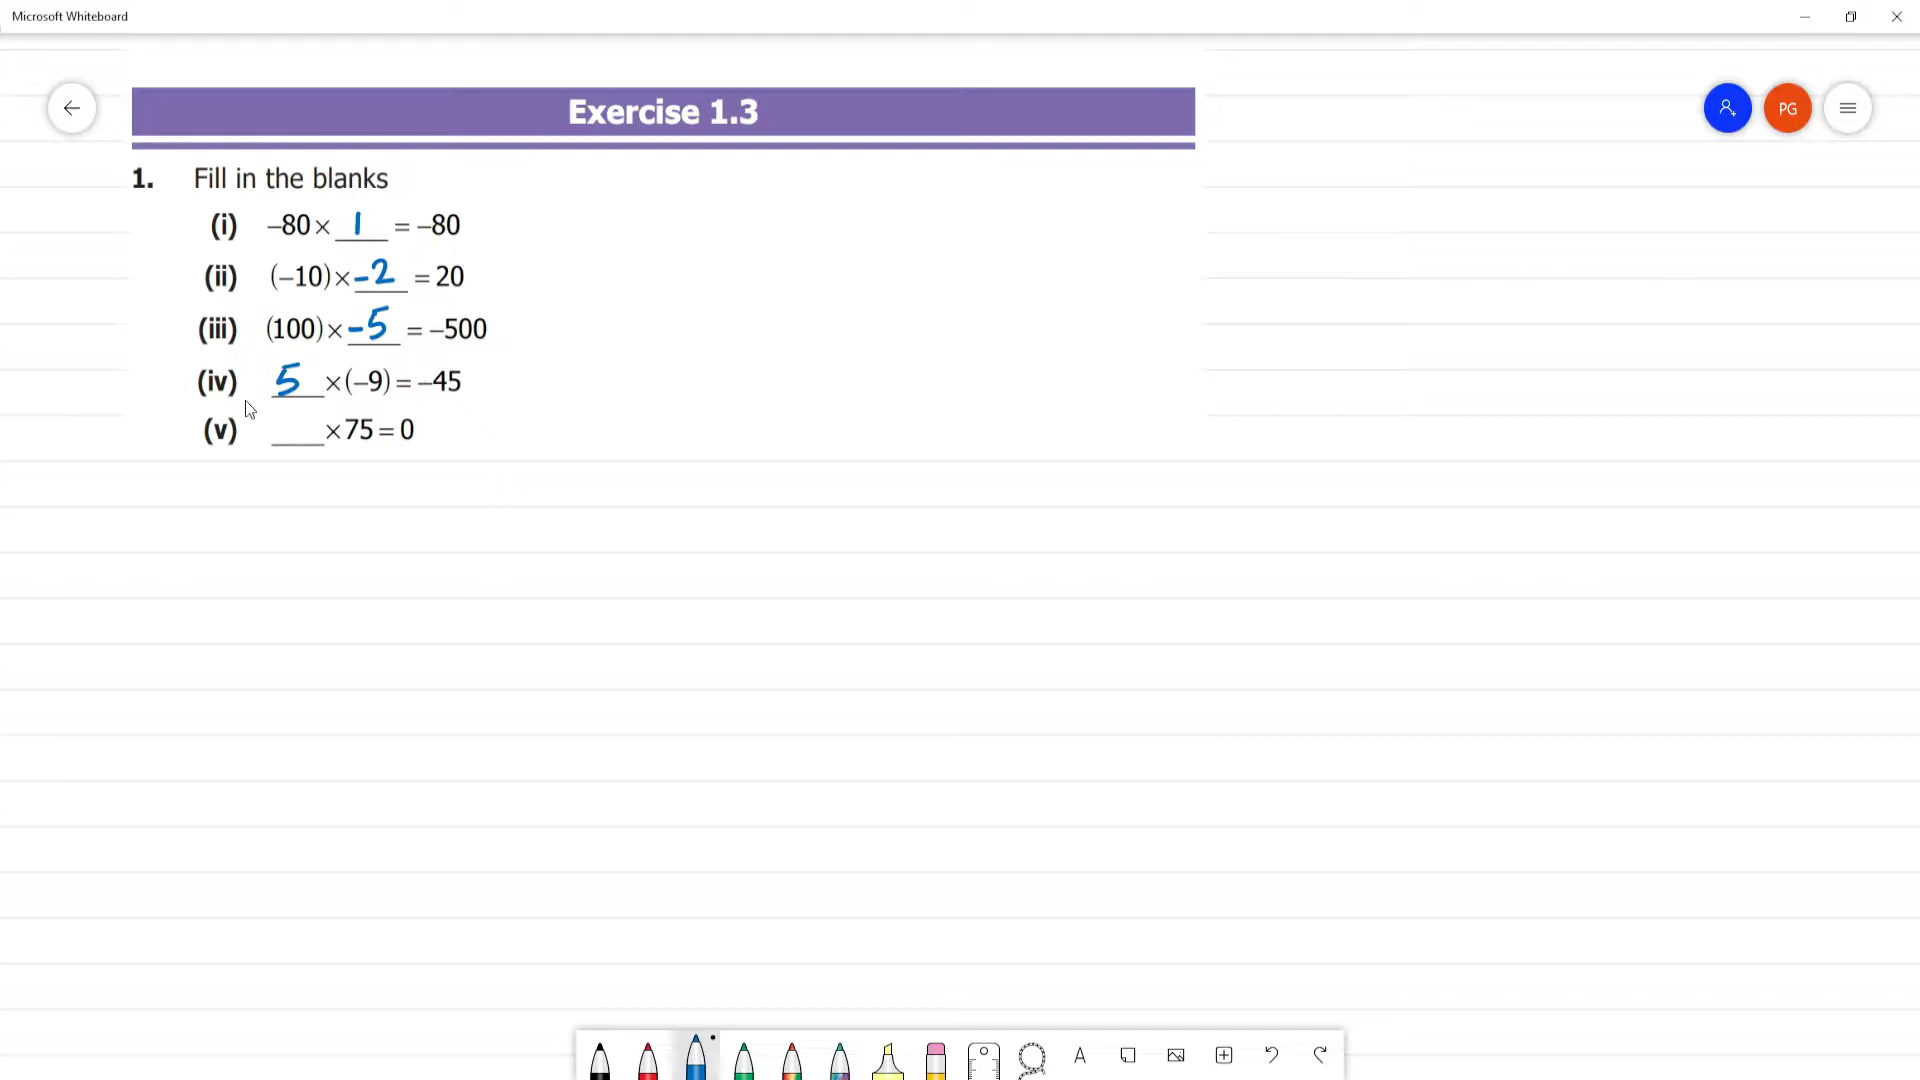 Microsoft Whiteboard
Exercise 1.3
PG
1. Fill in the blanks
(i) –80 × 1 = –80
(ii) (–10) × -2 = 20
(iii) (100) × -5 = –500
(iv) 5 × (–9) = –45
(v) ____ × 75 = 0
A